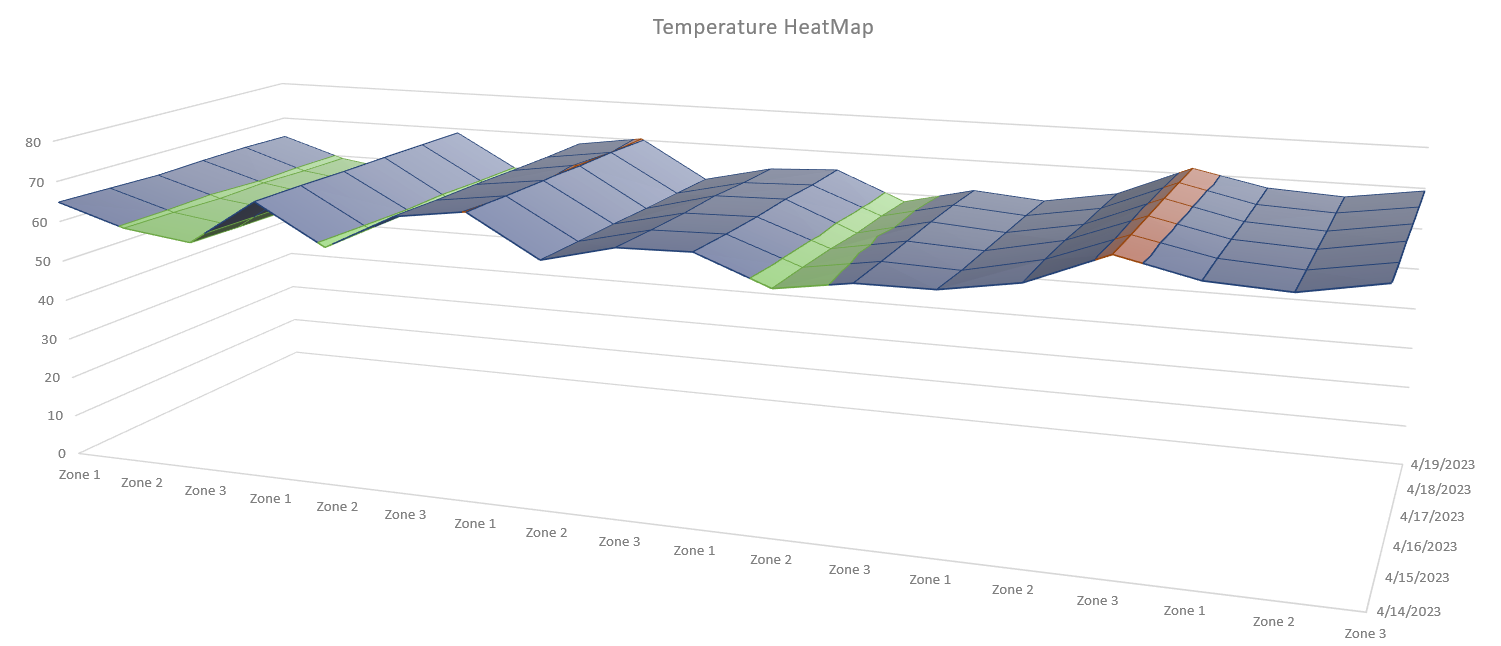 Temperature HeatMap
80
70
60
50
40
30
20
10
0
Zone 1
Zone 2
Zone 3
Zone 1
Zone 2
Zone 3
Zone 1
Zone 2
Zone 3
Zone 1
Zone 2
Zone 3
Zone 1
Zone 2
Zone 3
Zone 1
Zone 2
Zone 3
4/19/2023
4/18/2023
4/17/2023
4/16/2023
4/15/2023
4/14/2023